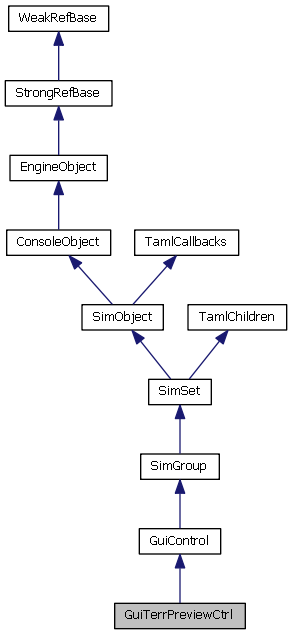 WeakRefBase
StrongRefBase
EngineObject
ConsoleObject
TamlCallbacks
SimObject
TamlChildren
SimSet
SimGroup
GuiControl
GuiTerrPreviewCtrl